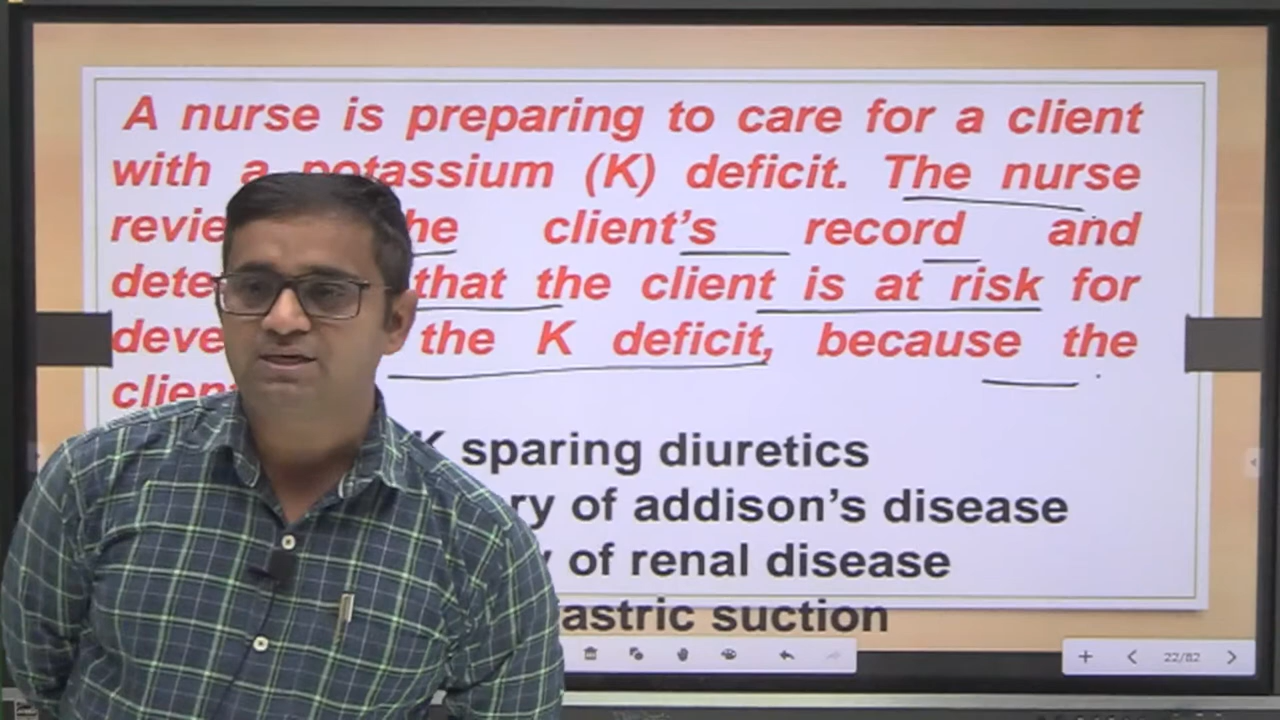 A nurse is preparing to care for a client
with a potassium (K) deficit. The nurse
he client's record and
that the client is at risk for
the K deficit, because the
K sparing diuretics
of addison's disease
of renal disease
suction
22/82